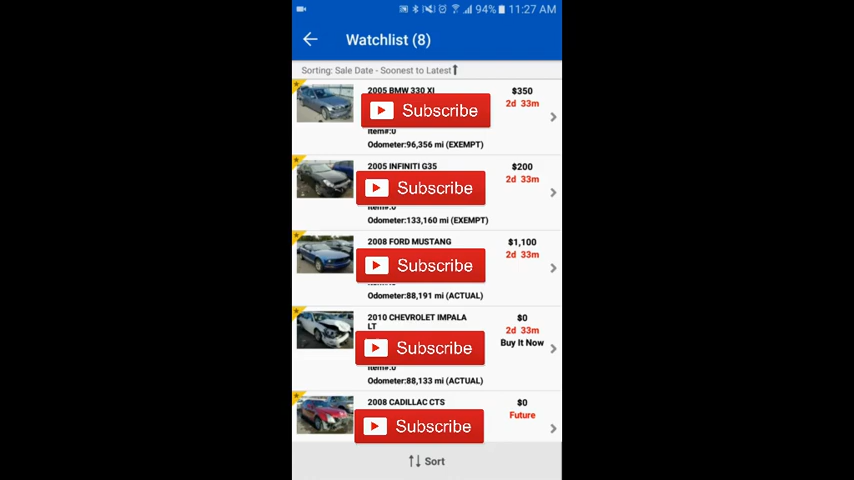 94% 11:27 AM
Watchlist (8)
Sorting: Sale Date - Soonest to Latest
2005 BMW 330 XI
$350
Subscribe
2d 33m
Item#:0
Odometer:96,356 mi (EXEMPT)
2005 INFINITI G35
$200
2d 33m
Subscribe
Item#:0
Odometer:133,160 mi (EXEMPT)
2008 FORD MUSTANG
$1,100
2d 33m
Subscribe
Odometer:88,191 mi (ACTUAL)
2010 CHEVROLET IMPALA
LT
$0
2d 33m
Buy It Now
Subscribe
Item#:0
Odometer:88,133 mi (ACTUAL)
2008 CADILLAC CTS
$0
Future
Subscribe
Sort